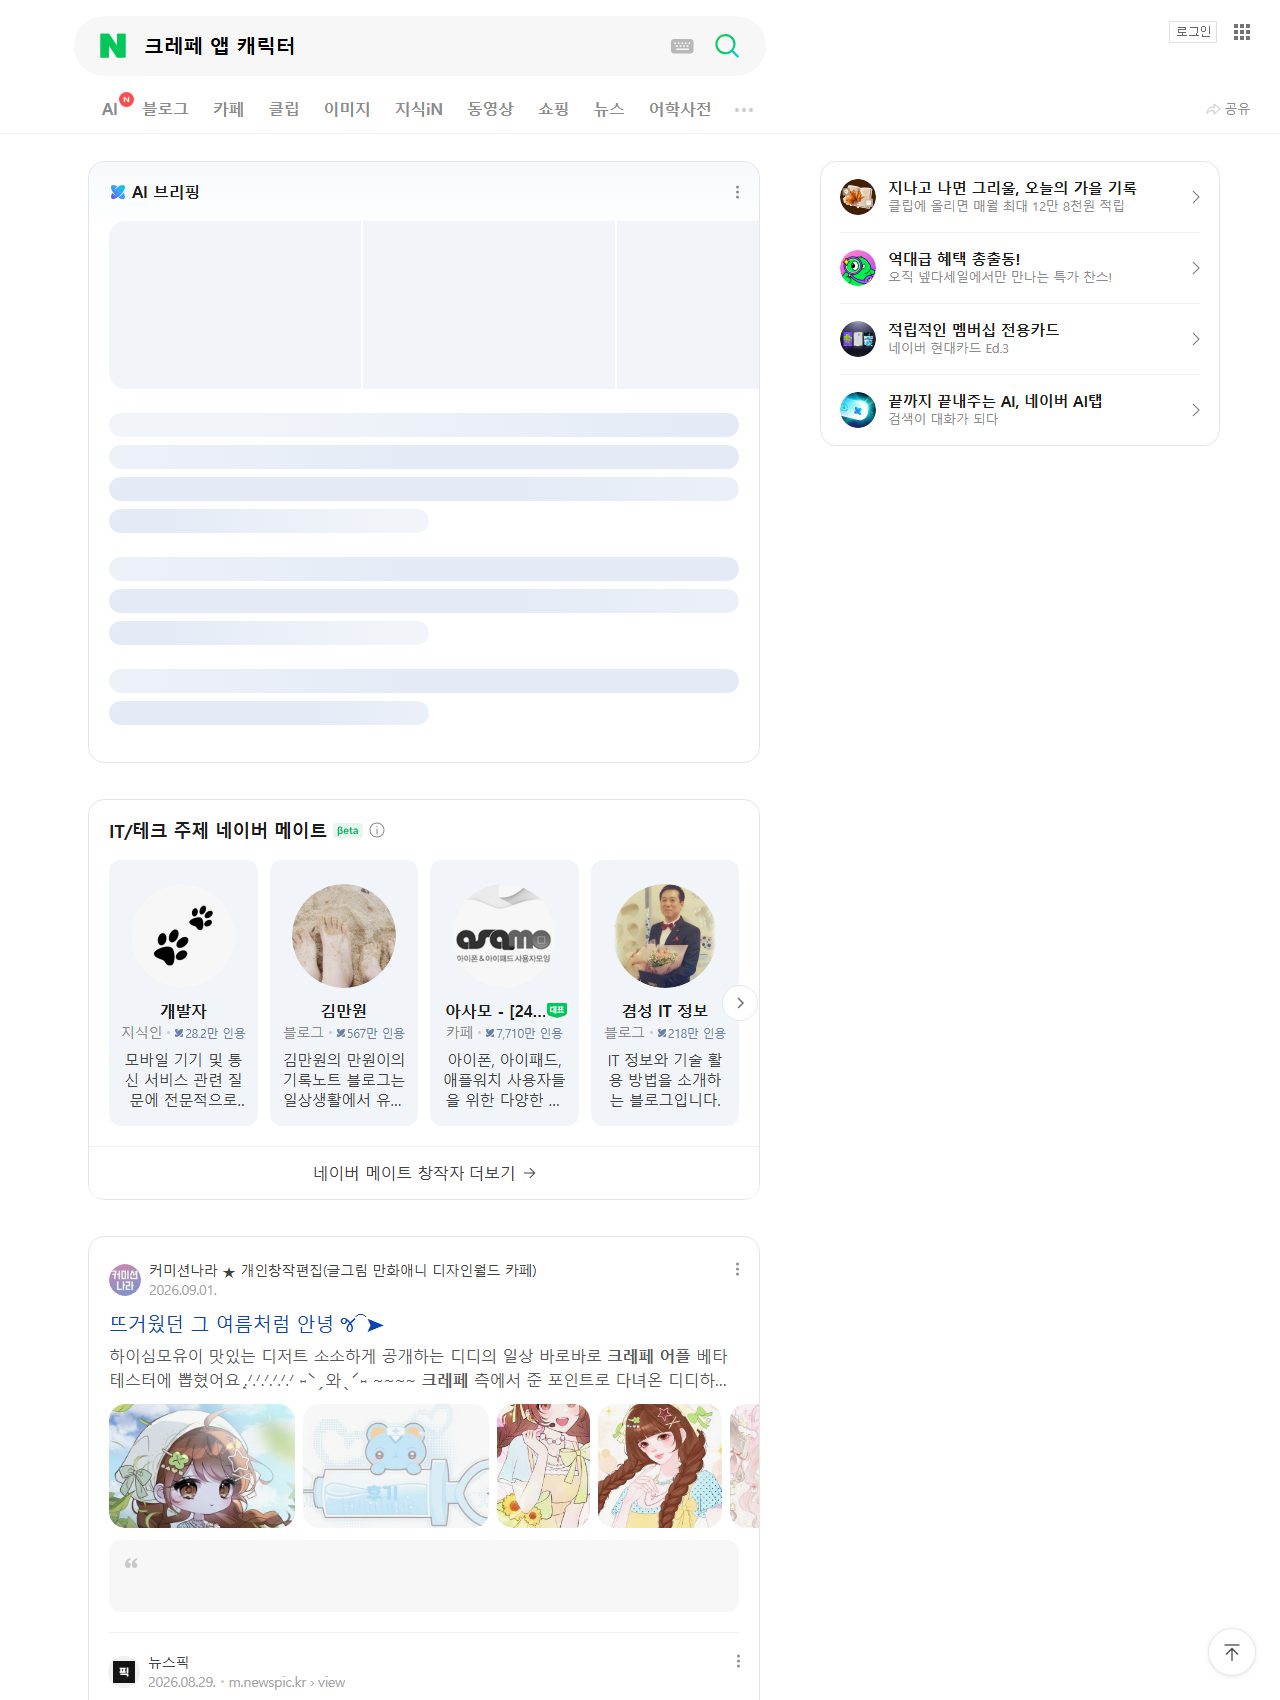 크레페 앱 캐릭터
로그인
AI
N
블로그
카페
클립
이미지
지식iN
동영상
쇼핑
뉴스
어학사전
공유
AI 브리핑
지나고 나면 그리울, 오늘의 가을 기록
클립에 올리면 매월 최대 12만 8천원 적립
역대급 혜택 총출동!
오직 넾다세일에서만 만나는 특가 찬스!
적립적인 멤버십 전용카드
네이버 현대카드 Ed.3
끝까지 끝내주는 AI, 네이버 AI탭
검색이 대화가 되다
IT/테크 주제 네이버 메이트 βeta
asamo
아이폰 & 아이패드 사용자모임
개발자
지식인 · 28.2만 인용
모바일 기기 및 통
신 서비스 관련 질
문에 전문적으로..
김만원
블로그 · 567만 인용
김만원의 만원이의
기록노트 블로그는
일상생활에서 유...
아사모 - [24... 대표
카페 · 7,710만 인용
아이폰, 아이패드,
애플워치 사용자들
을 위한 다양한 ...
겸성 IT 정보
블로그 · 218만 인용
IT 정보와 기술 활
용 방법을 소개하
는 블로그입니다.
네이버 메이트 창작자 더보기 →
커미션
나라
커미션나라 ★ 개인창작편집(글그림 만화애니 디자인월드 카페)
2026.09.01.
뜨거웠던 그 여름처럼 안녕
하이심모유이 맛있는 디저트 소소하게 공개하는 디디의 일상 바로바로 크레페 어플 베타
테스터에 뽑혔어요 와 ~~~~ 크레페 측에서 준 포인트로 다녀온 디디하...
후기
픽
뉴스픽
2026.08.29. · m.newspic.kr › view